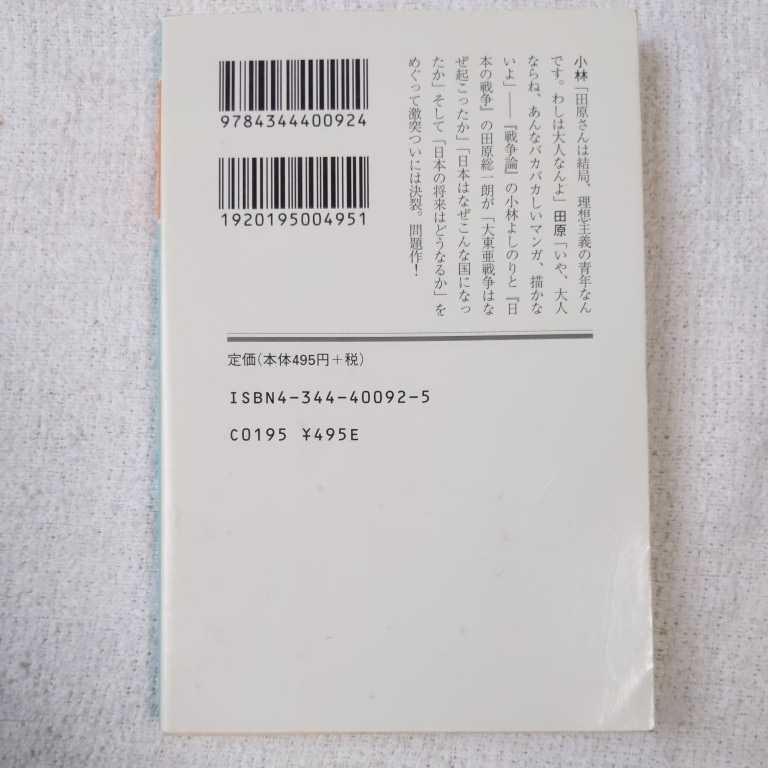 小林「田原さんは結局、理想主義の青年なん
です。わしは大人なんよ」田原「いや、大人
ならね、あんなバカバカしいマンガ、描かな
いよ」――『戦争論』の小林よしのりと『日
本の戦争』の田原総一朗が「大東亜戦争はな
ぜ起こったか」「日本はなぜこんな国になっ
たか」そして「日本の将来はどうなるか」を
めぐって激突ついには決裂。問題作！
9784344400924
1920195004951
定価(本体495円＋税)
ISBN4-344-40092-5
C0195 ¥495E